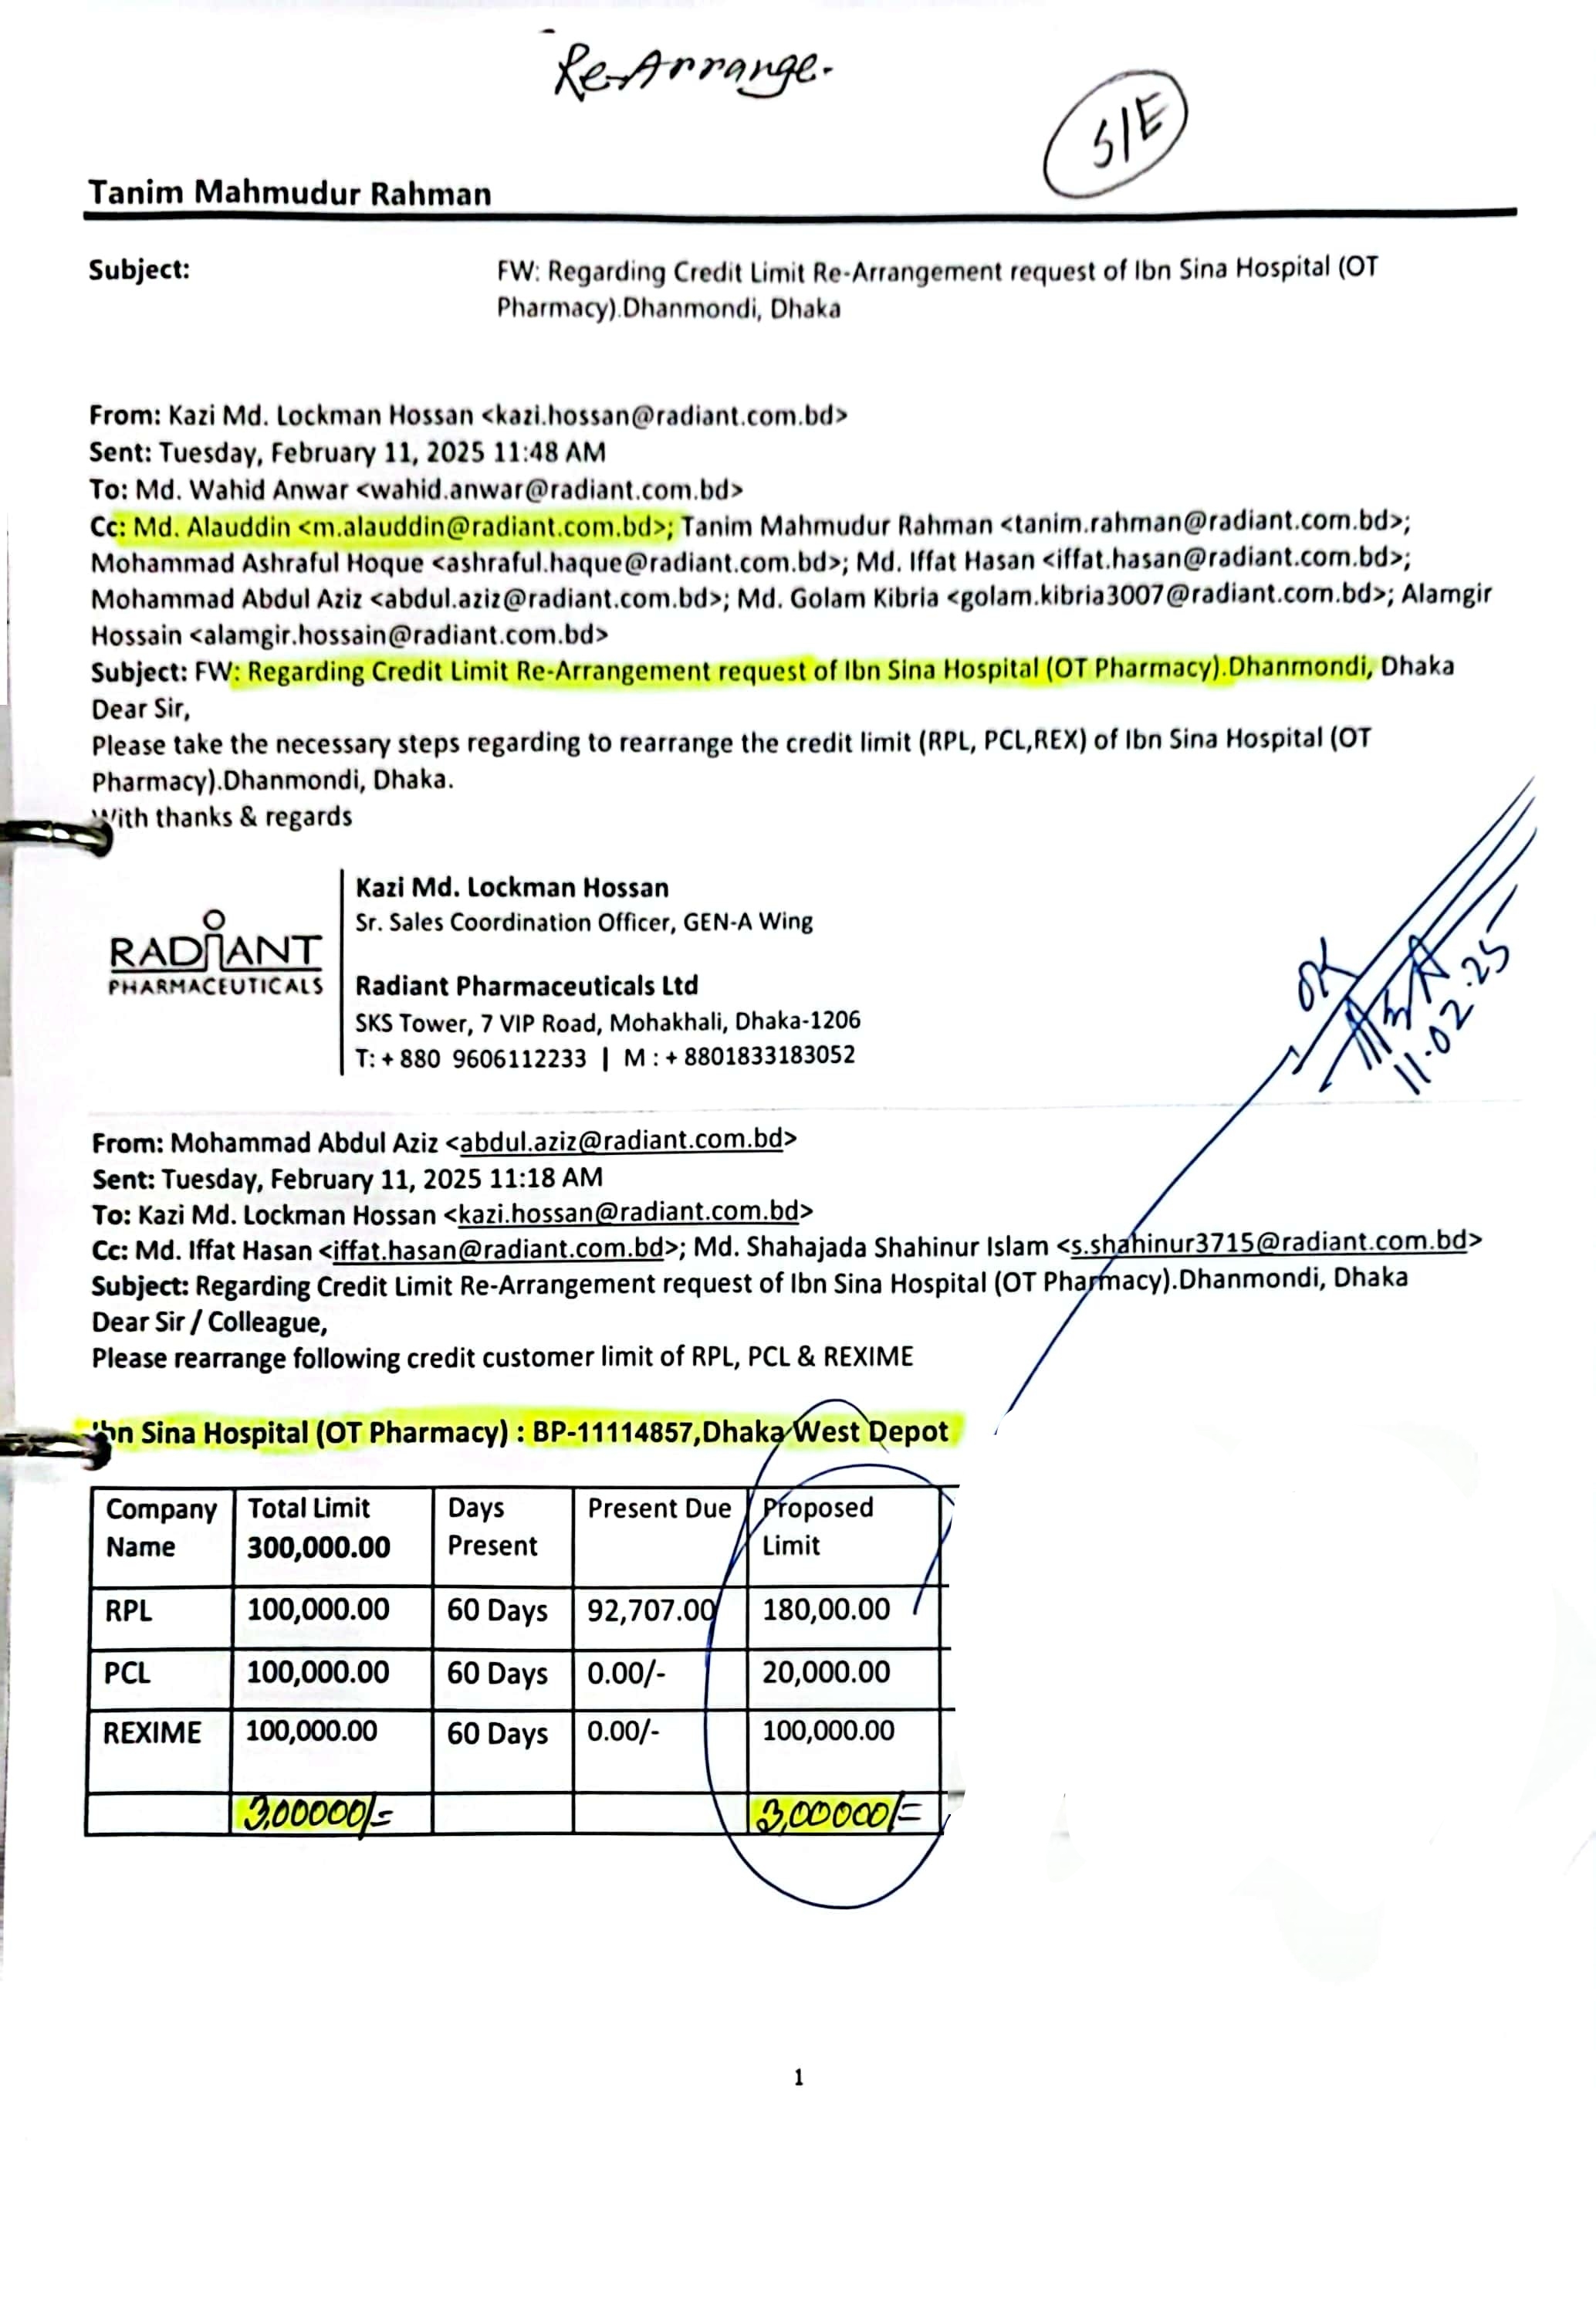 Re-Arrange.
S/E
Tanim Mahmudur Rahman
Subject: FW: Regarding Credit Limit Re-Arrangement request of Ibn Sina Hospital (OT
Pharmacy).Dhanmondi, Dhaka
From: Kazi Md. Lockman Hossan <kazi.hossan@radiant.com.bd>
Sent: Tuesday, February 11, 2025 11:48 AM
To: Md. Wahid Anwar <wahid.anwar@radiant.com.bd>
Cc: Md. Alauddin <m.alauddin@radiant.com.bd>; Tanim Mahmudur Rahman <tanim.rahman@radiant.com.bd>;
Mohammad Ashraful Hoque <ashraful.haque@radiant.com.bd>; Md. Iffat Hasan <iffat.hasan@radiant.com.bd>;
Mohammad Abdul Aziz <abdul.aziz@radiant.com.bd>; Md. Golam Kibria <golam.kibria3007@radiant.com.bd>; Alamgir
Hossain <alamgir.hossain@radiant.com.bd>
Subject: FW: Regarding Credit Limit Re-Arrangement request of Ibn Sina Hospital (OT Pharmacy).Dhanmondi, Dhaka
Dear Sir,
Please take the necessary steps regarding to rearrange the credit limit (RPL, PCL,REX) of Ibn Sina Hospital (OT
Pharmacy).Dhanmondi, Dhaka.
With thanks & regards
RADiANT
PHARMACEUTICALS
Kazi Md. Lockman Hossan
Sr. Sales Coordination Officer, GEN-A Wing
Radiant Pharmaceuticals Ltd
SKS Tower, 7 VIP Road, Mohakhali, Dhaka-1206
T: + 880 9606112233 | M : + 8801833183052
OK
11.02.25
From: Mohammad Abdul Aziz <abdul.aziz@radiant.com.bd>
Sent: Tuesday, February 11, 2025 11:18 AM
To: Kazi Md. Lockman Hossan <kazi.hossan@radiant.com.bd>
Cc: Md. Iffat Hasan <iffat.hasan@radiant.com.bd>; Md. Shahajada Shahinur Islam <s.shahinur3715@radiant.com.bd>
Subject: Regarding Credit Limit Re-Arrangement request of Ibn Sina Hospital (OT Pharmacy).Dhanmondi, Dhaka
Dear Sir / Colleague,
Please rearrange following credit customer limit of RPL, PCL & REXIME
Ibn Sina Hospital (OT Pharmacy) : BP-11114857,Dhaka West Depot
Company Name Total Limit 300,000.00 Days Present Present Due Proposed Limit
RPL 100,000.00 60 Days 92,707.00 180,00.00
PCL 100,000.00 60 Days 0.00/- 20,000.00
REXIME 100,000.00 60 Days 0.00/- 100,000.00
3,00000/= 3,00000/=
1